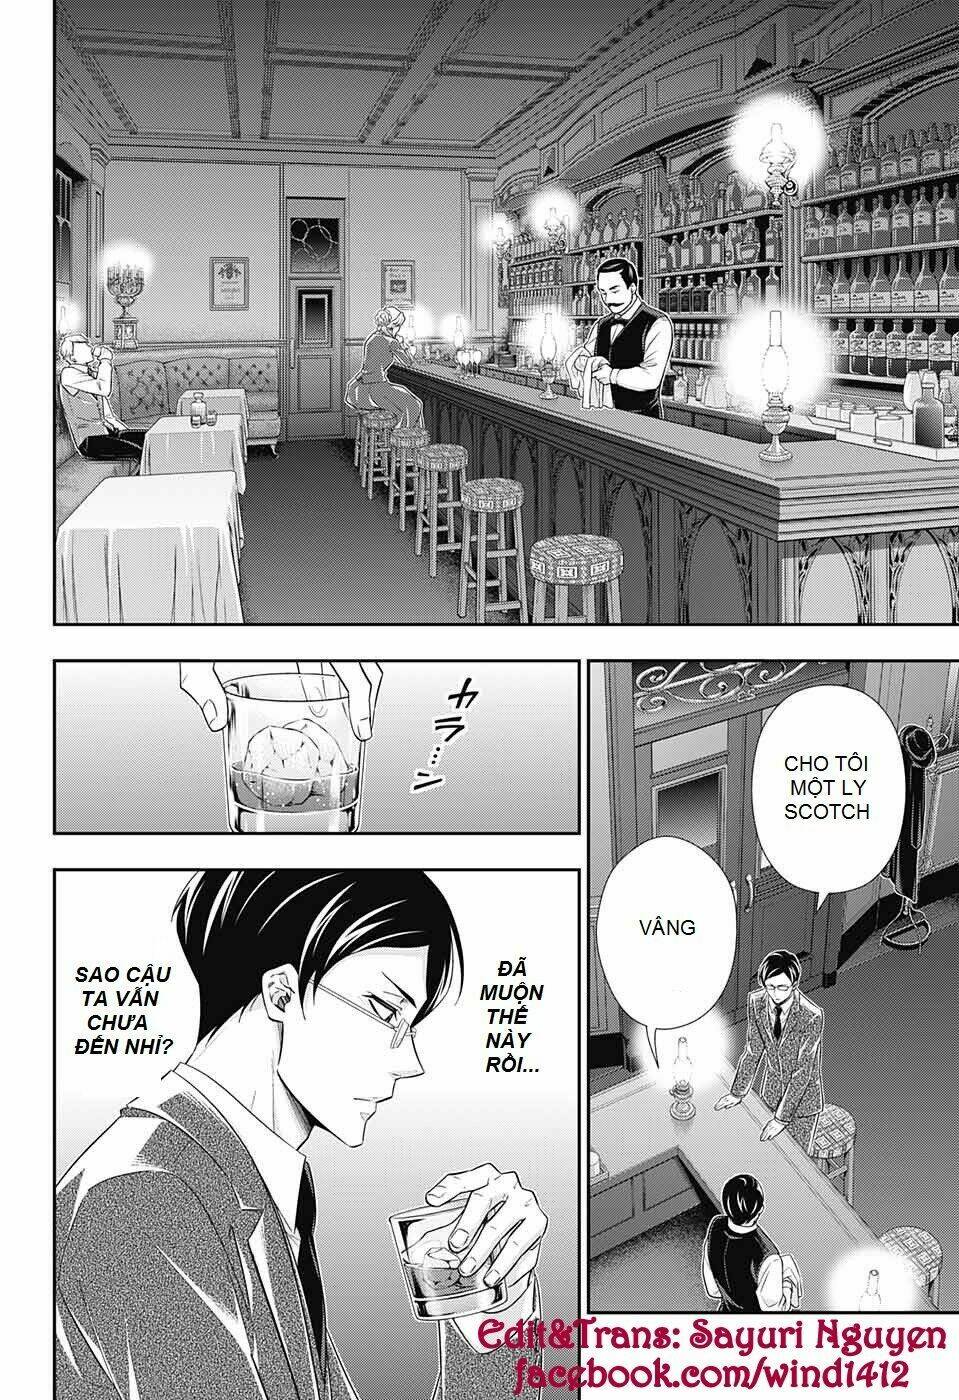 CHO TÔI
MỘT LY
SCOTCH
VÂNG
カ
ラ...ン
ĐÃ
MUỘN
THẾ
NÀY
RỒI...
SAO CẬU
TA VẪN
CHƯA
ĐẾN NHỈ?
Edit&Trans: Sayuri Nguyen
facebook.com/wind1412